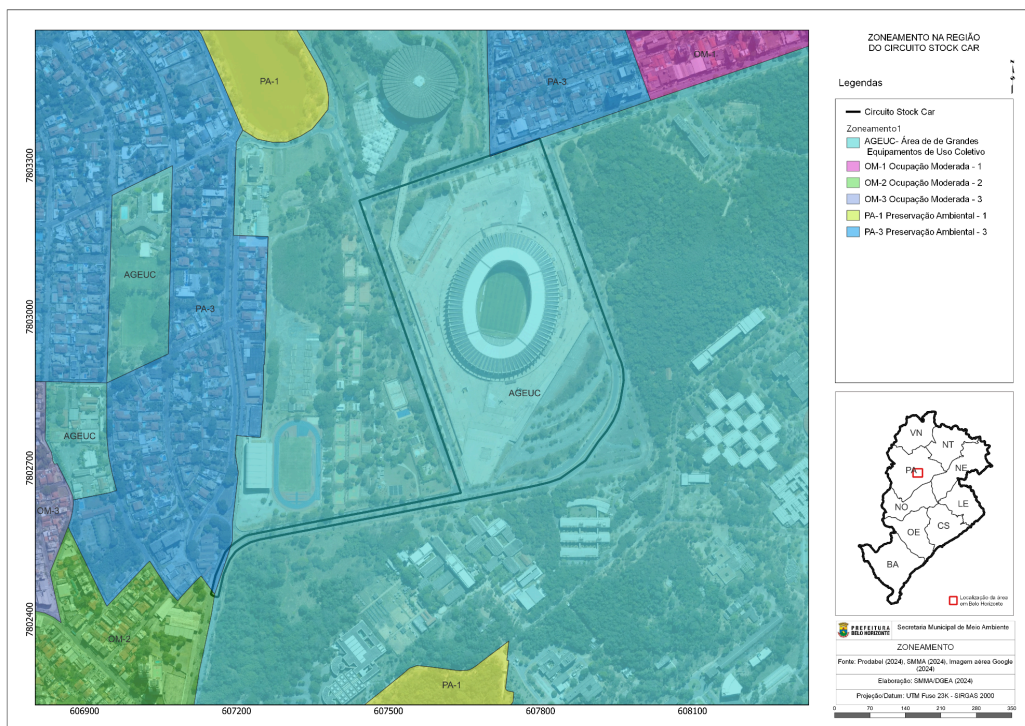 ZONEAMENTO NA REGIÃO
DO CIRCUITO STOCK CAR
Legendas
Circuito Stock Car
Zoneamento1
AGEUC- Área de de Grandes
Equipamentos de Uso Coletivo
OM-1 Ocupação Moderada - 1
OM-2 Ocupação Moderada - 2
OM-3 Ocupação Moderada - 3
PA-1 Preservação Ambiental - 1
PA-3 Preservação Ambiental - 3
PA-1
PA-3
OM-1
AGEUC
PA-3
AGEUC
AGEUC
OM-3
OM-2
PA-1
7803300
7803000
7802700
7802400
606900
607200
607500
607800
608100
VN
NT
PA
NE
NO
LE
OE
CS
BA
Localização da área
em Belo Horizonte
PREFEITURA
BELO HORIZONTE
Secretaria Municipal de Meio Ambiente
ZONEAMENTO
Fonte: Prodabel (2024), SMMA (2024), Imagem aérea Google
(2024)
Elaboração: SMMA/DGEA (2024)
Projeção/Datum: UTM Fuso 23K - SIRGAS 2000
0 70 140 210 280 350